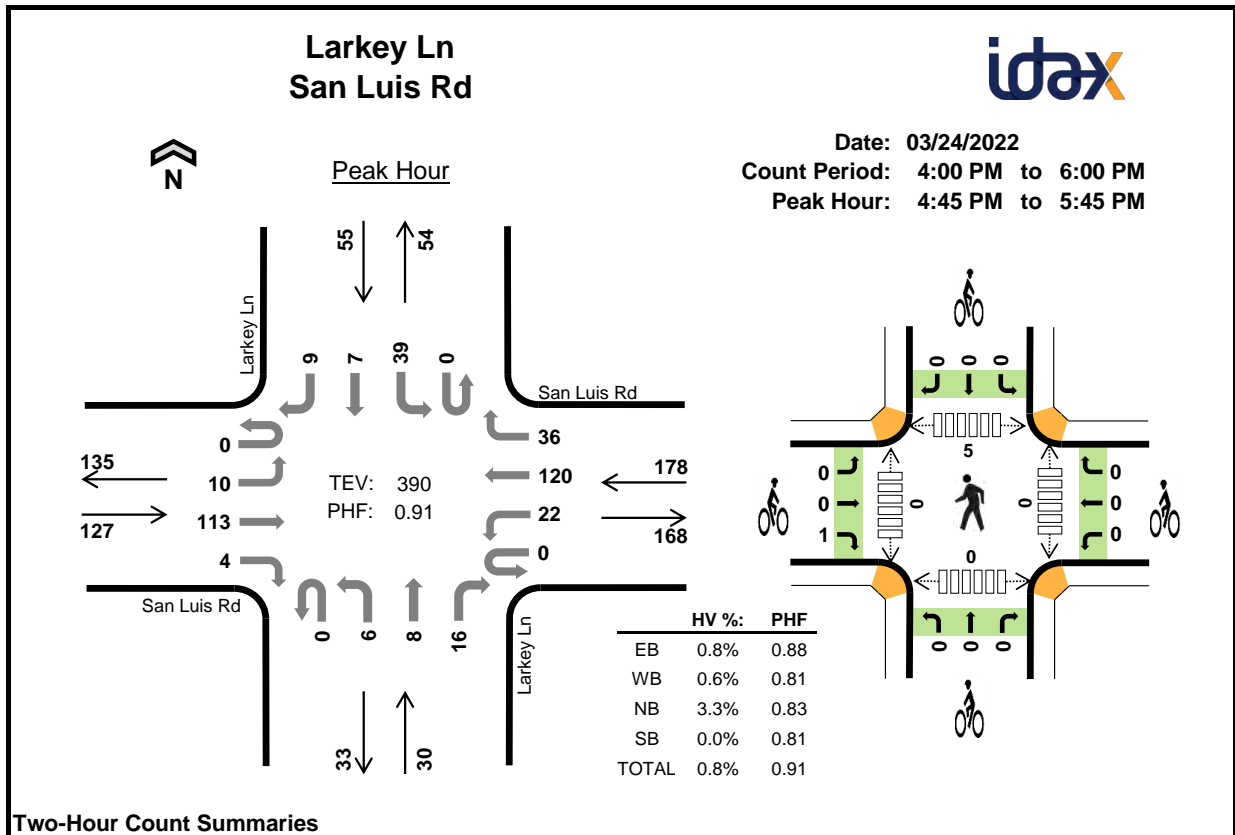 Larkey Ln
San Luis Rd
idax
Date: 03/24/2022
Count Period: 4:00 PM to 6:00 PM
Peak Hour: 4:45 PM to 5:45 PM
N
Peak Hour
55
54
Larkey Ln
9
7
39
0
San Luis Rd
0
10
113
4
135
127
TEV: 390
PHF: 0.91
36
120
22
0
178
168
San Luis Rd
0
6
8
16
Larkey Ln
33
30
0
0
0
5
0
0
1
0
0
0
0
0
0
0
0
0
HV %: PHF
EB 0.8% 0.88
WB 0.6% 0.81
NB 3.3% 0.83
SB 0.0% 0.81
TOTAL 0.8% 0.91
Two-Hour Count Summaries